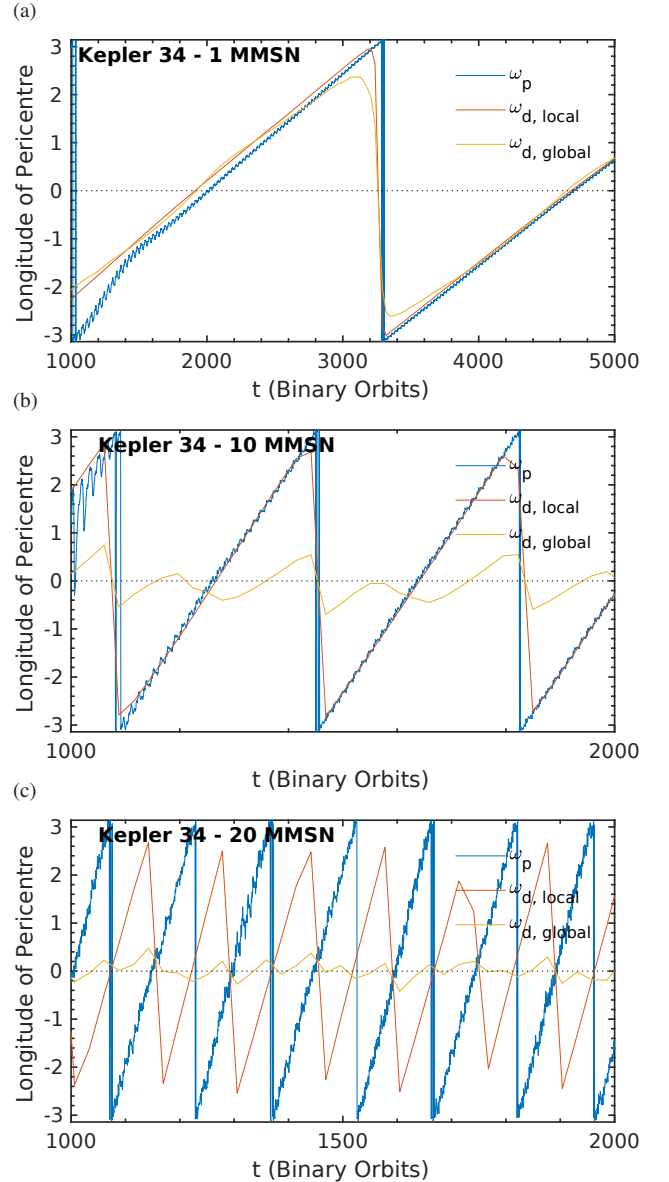 (a)
3
2
1
0
-1
-2
-3
Longitude of Pericentre
Kepler 34 - 1 MMSN
ω_p
ω_d, local
ω_d, global
1000 2000 3000 4000 5000
t (Binary Orbits)
(b)
3
2
1
0
-1
-2
-3
Longitude of Pericentre
Kepler 34 - 10 MMSN
ω_p
ω_d, local
ω_d, global
1000 2000
t (Binary Orbits)
(c)
3
2
1
0
-1
-2
-3
Longitude of Pericentre
Kepler 34 - 20 MMSN
ω_p
ω_d, local
ω_d, global
1000 1500 2000
t (Binary Orbits)